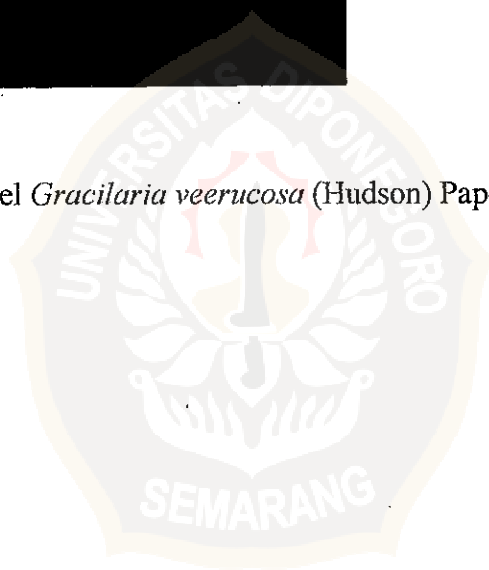 el Gracilaria veerucosa (Hudson) Pap
UNIVERSITAS DIPONEGORO
SEMARANG